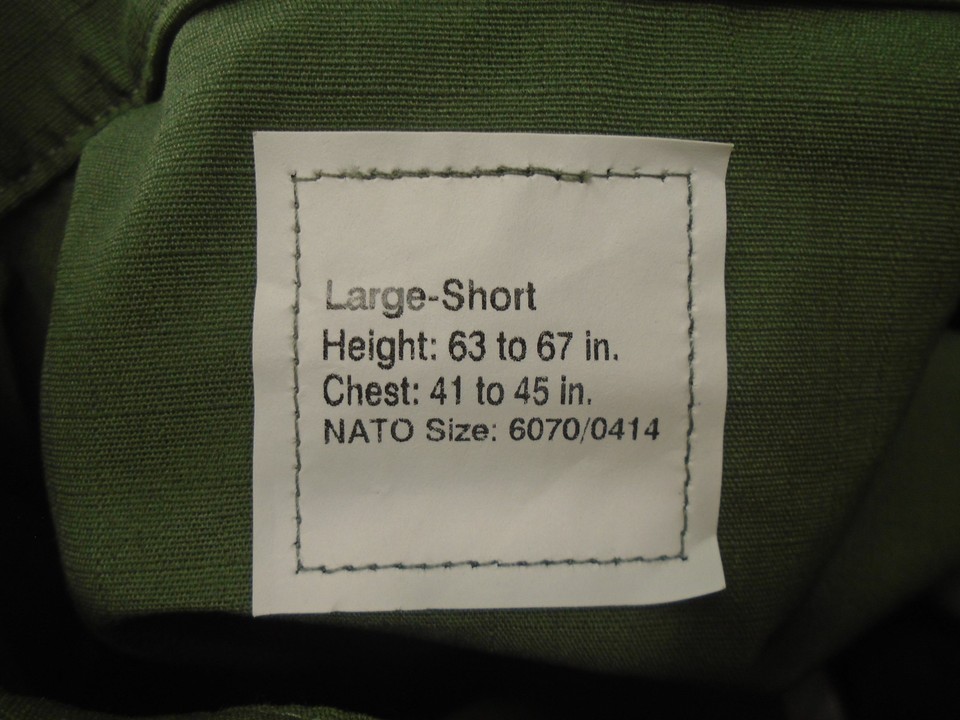 Large-Short
Height: 63 to 67 in.
Chest: 41 to 45 in.
NATO Size: 6070/0414